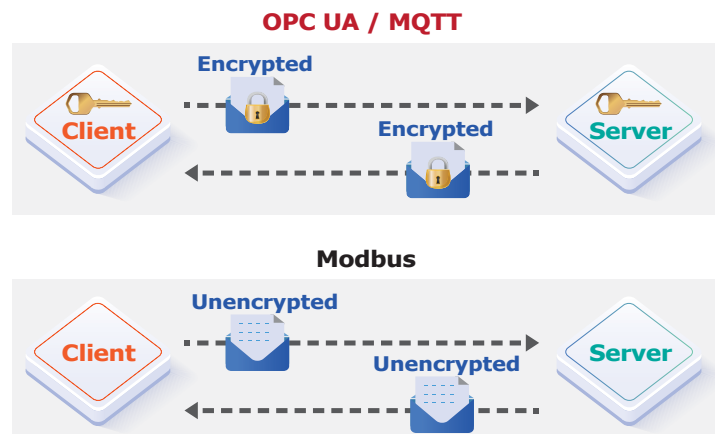 OPC UA / MQTT
Encrypted
Client
Server
Encrypted
Modbus
Unencrypted
Client
Server
Unencrypted